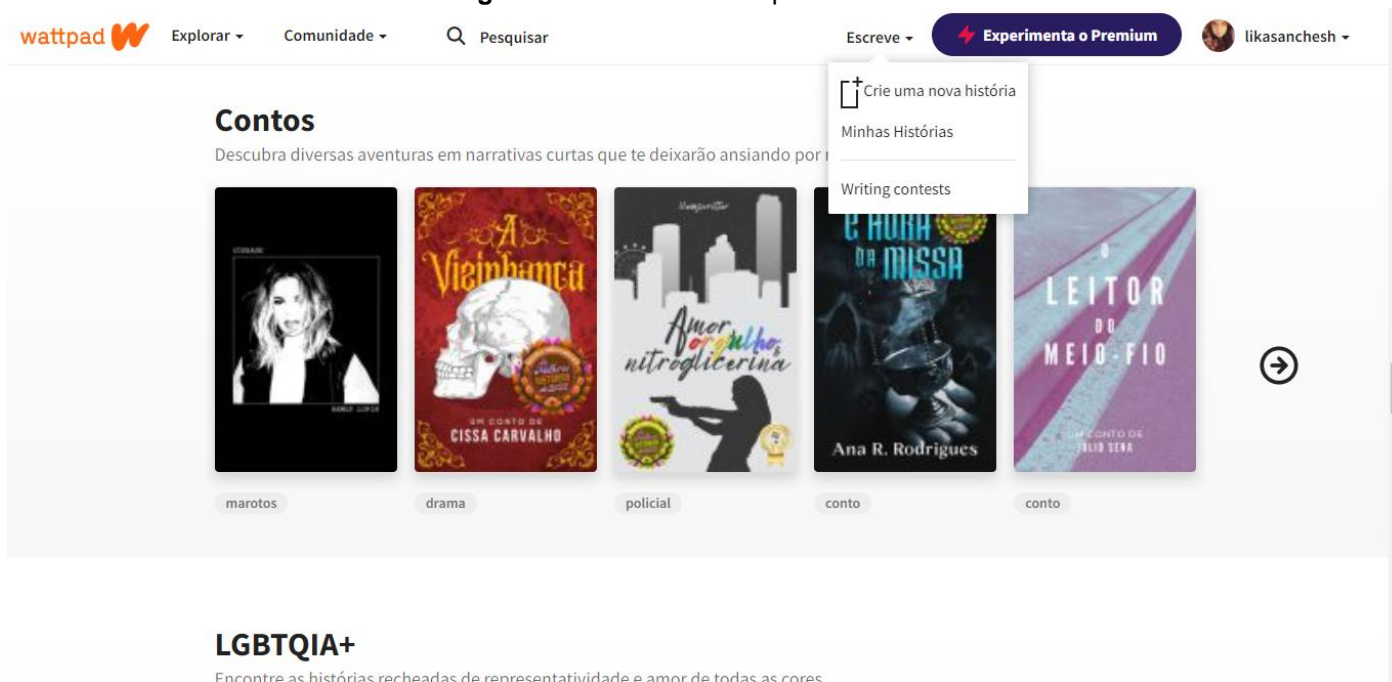 wattpad
Explorar
Comunidade
Pesquisar
Escreve
Experimenta o Premium
likasanchesh
Crie uma nova história
Minhas Histórias
Writing contests
Contos
Descubra diversas aventuras em narrativas curtas que te deixarão ansiando por
A
Vizinhança
UM CONTO DE
CISSA CARVALHO
Amor,
orgulho &
nitroglicerina
É HORA
DA MISSA
Ana R. Rodrigues
O
LEITOR
DO
MEIO-FIO
UM CONTO DE
JULIO SENA
marotos
drama
policial
conto
conto
LGBTQIA+
Encontre as histórias recheadas de representatividade e amor de todas as cores